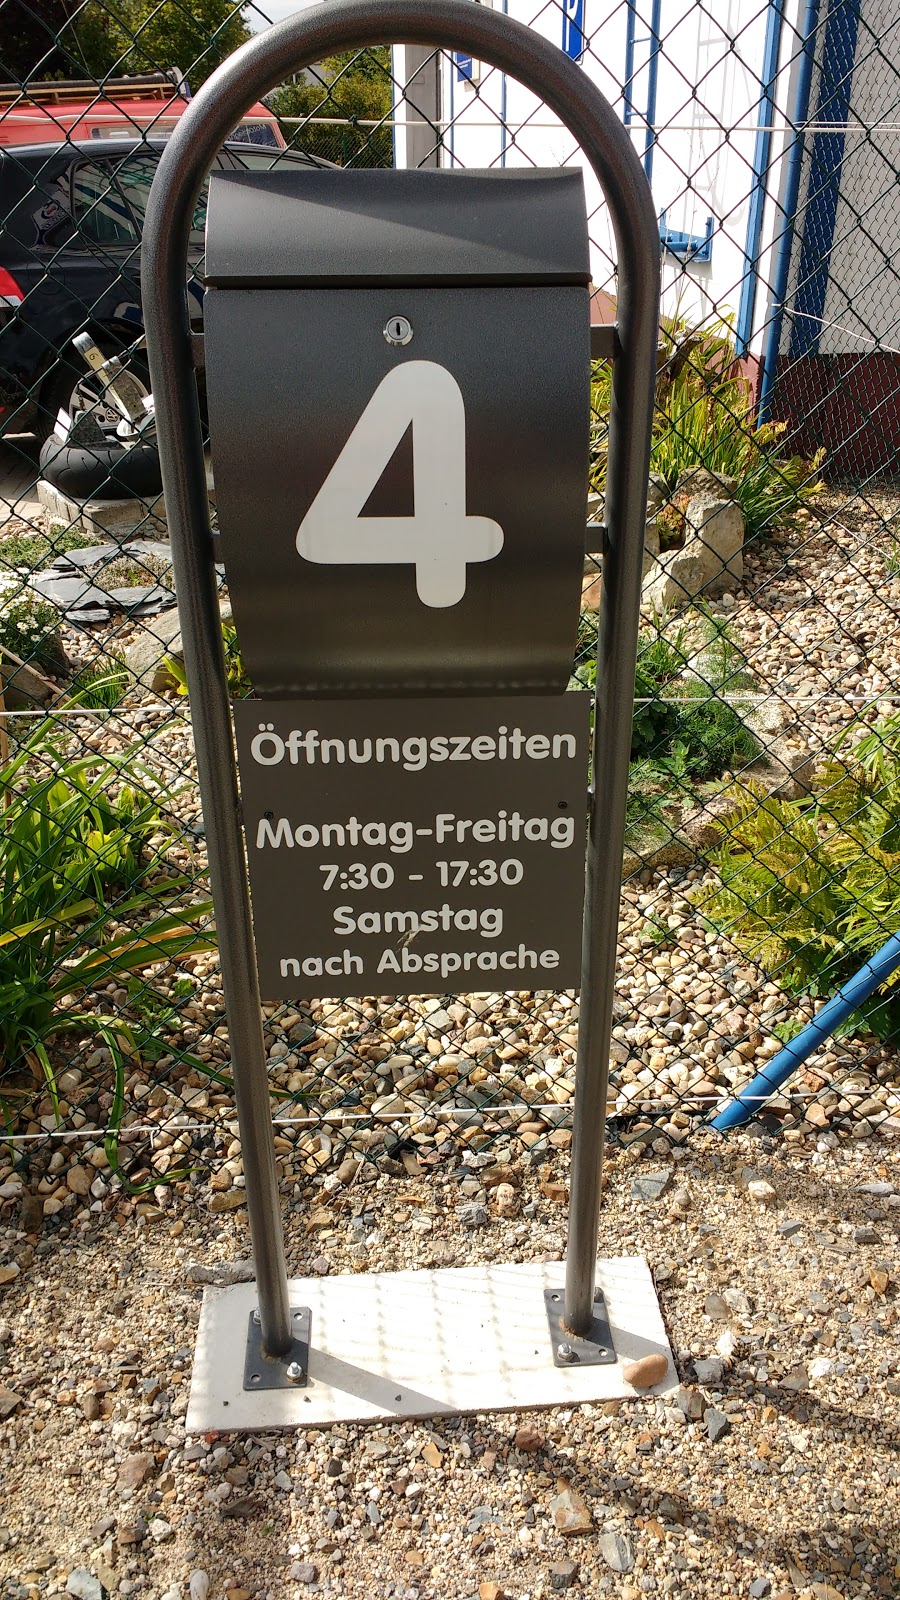 4
Öffnungszeiten
Montag-Freitag
7:30 - 17:30
Samstag
nach Absprache